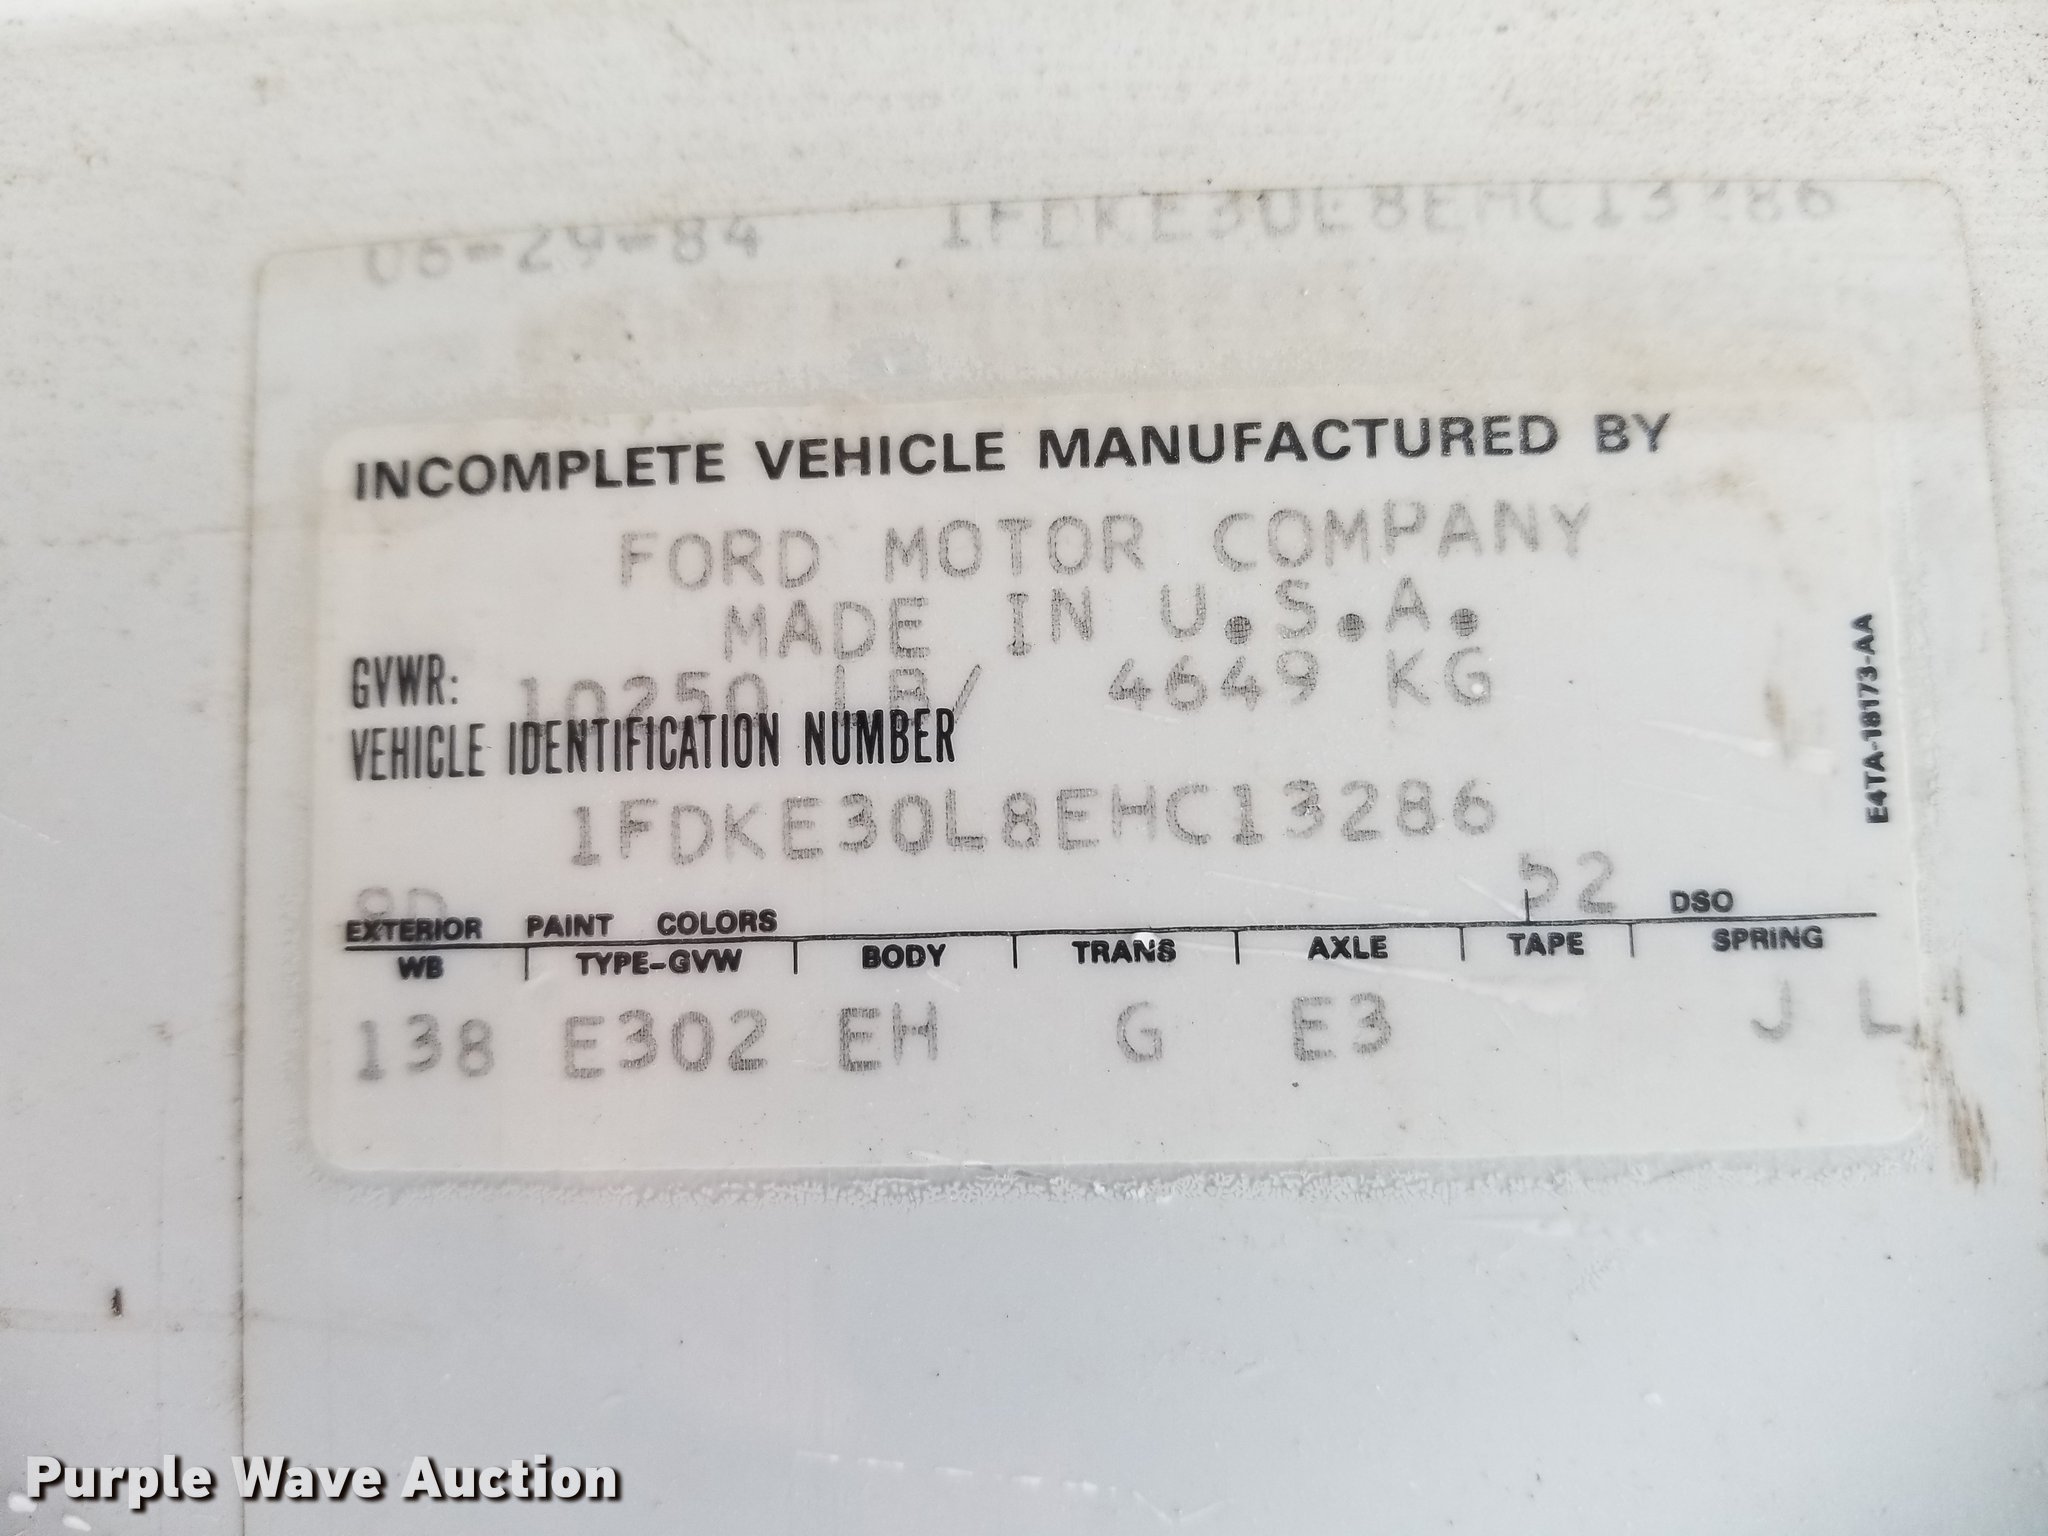 06-29-84 1FDKE30L8EHC13286
INCOMPLETE VEHICLE MANUFACTURED BY
FORD MOTOR COMPANY
MADE IN U.S.A.
GVWR: 10250 LB/ 4649 KG
VEHICLE IDENTIFICATION NUMBER
1FDKE30L8EHC13286
E4TA-18173-AA
52
EXTERIOR PAINT COLORS DSO
WB TYPE-GVW BODY TRANS AXLE TAPE SPRING
138 E302 EH G E3 J L
Purple Wave Auction